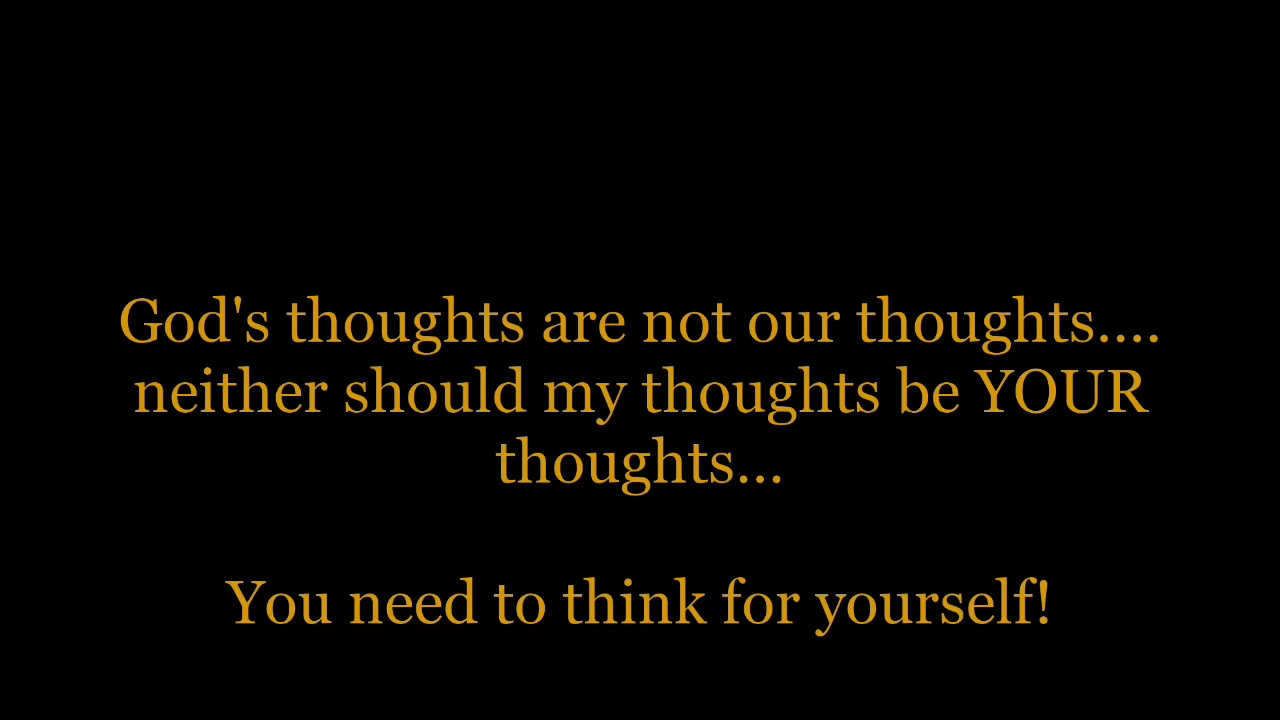 God's thoughts are not our thoughts....
neither should my thoughts be YOUR
thoughts...
You need to think for yourself!